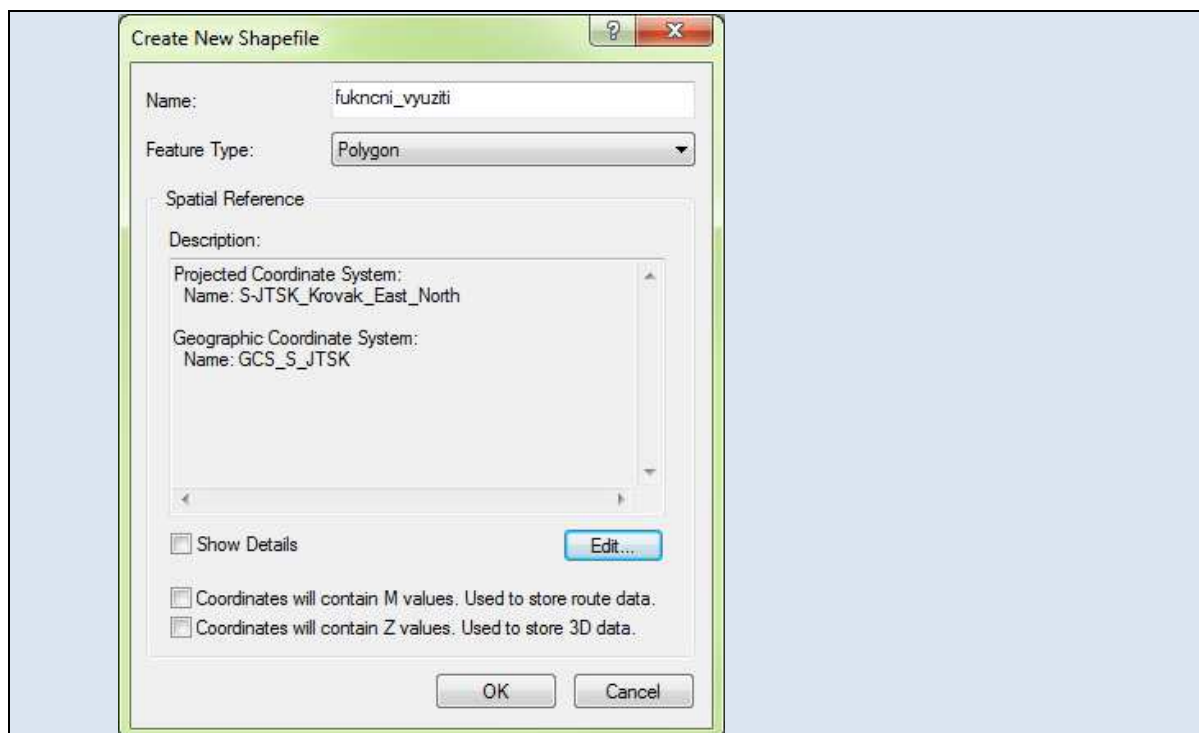 Create New Shapefile
?
Name: fukncni_vyuziti
Feature Type: Polygon
Spatial Reference
Description:
Projected Coordinate System:
Name: S-JTSK_Krovak_East_North
Geographic Coordinate System:
Name: GCS_S_JTSK
Show Details
Edit...
Coordinates will contain M values. Used to store route data.
Coordinates will contain Z values. Used to store 3D data.
OK Cancel